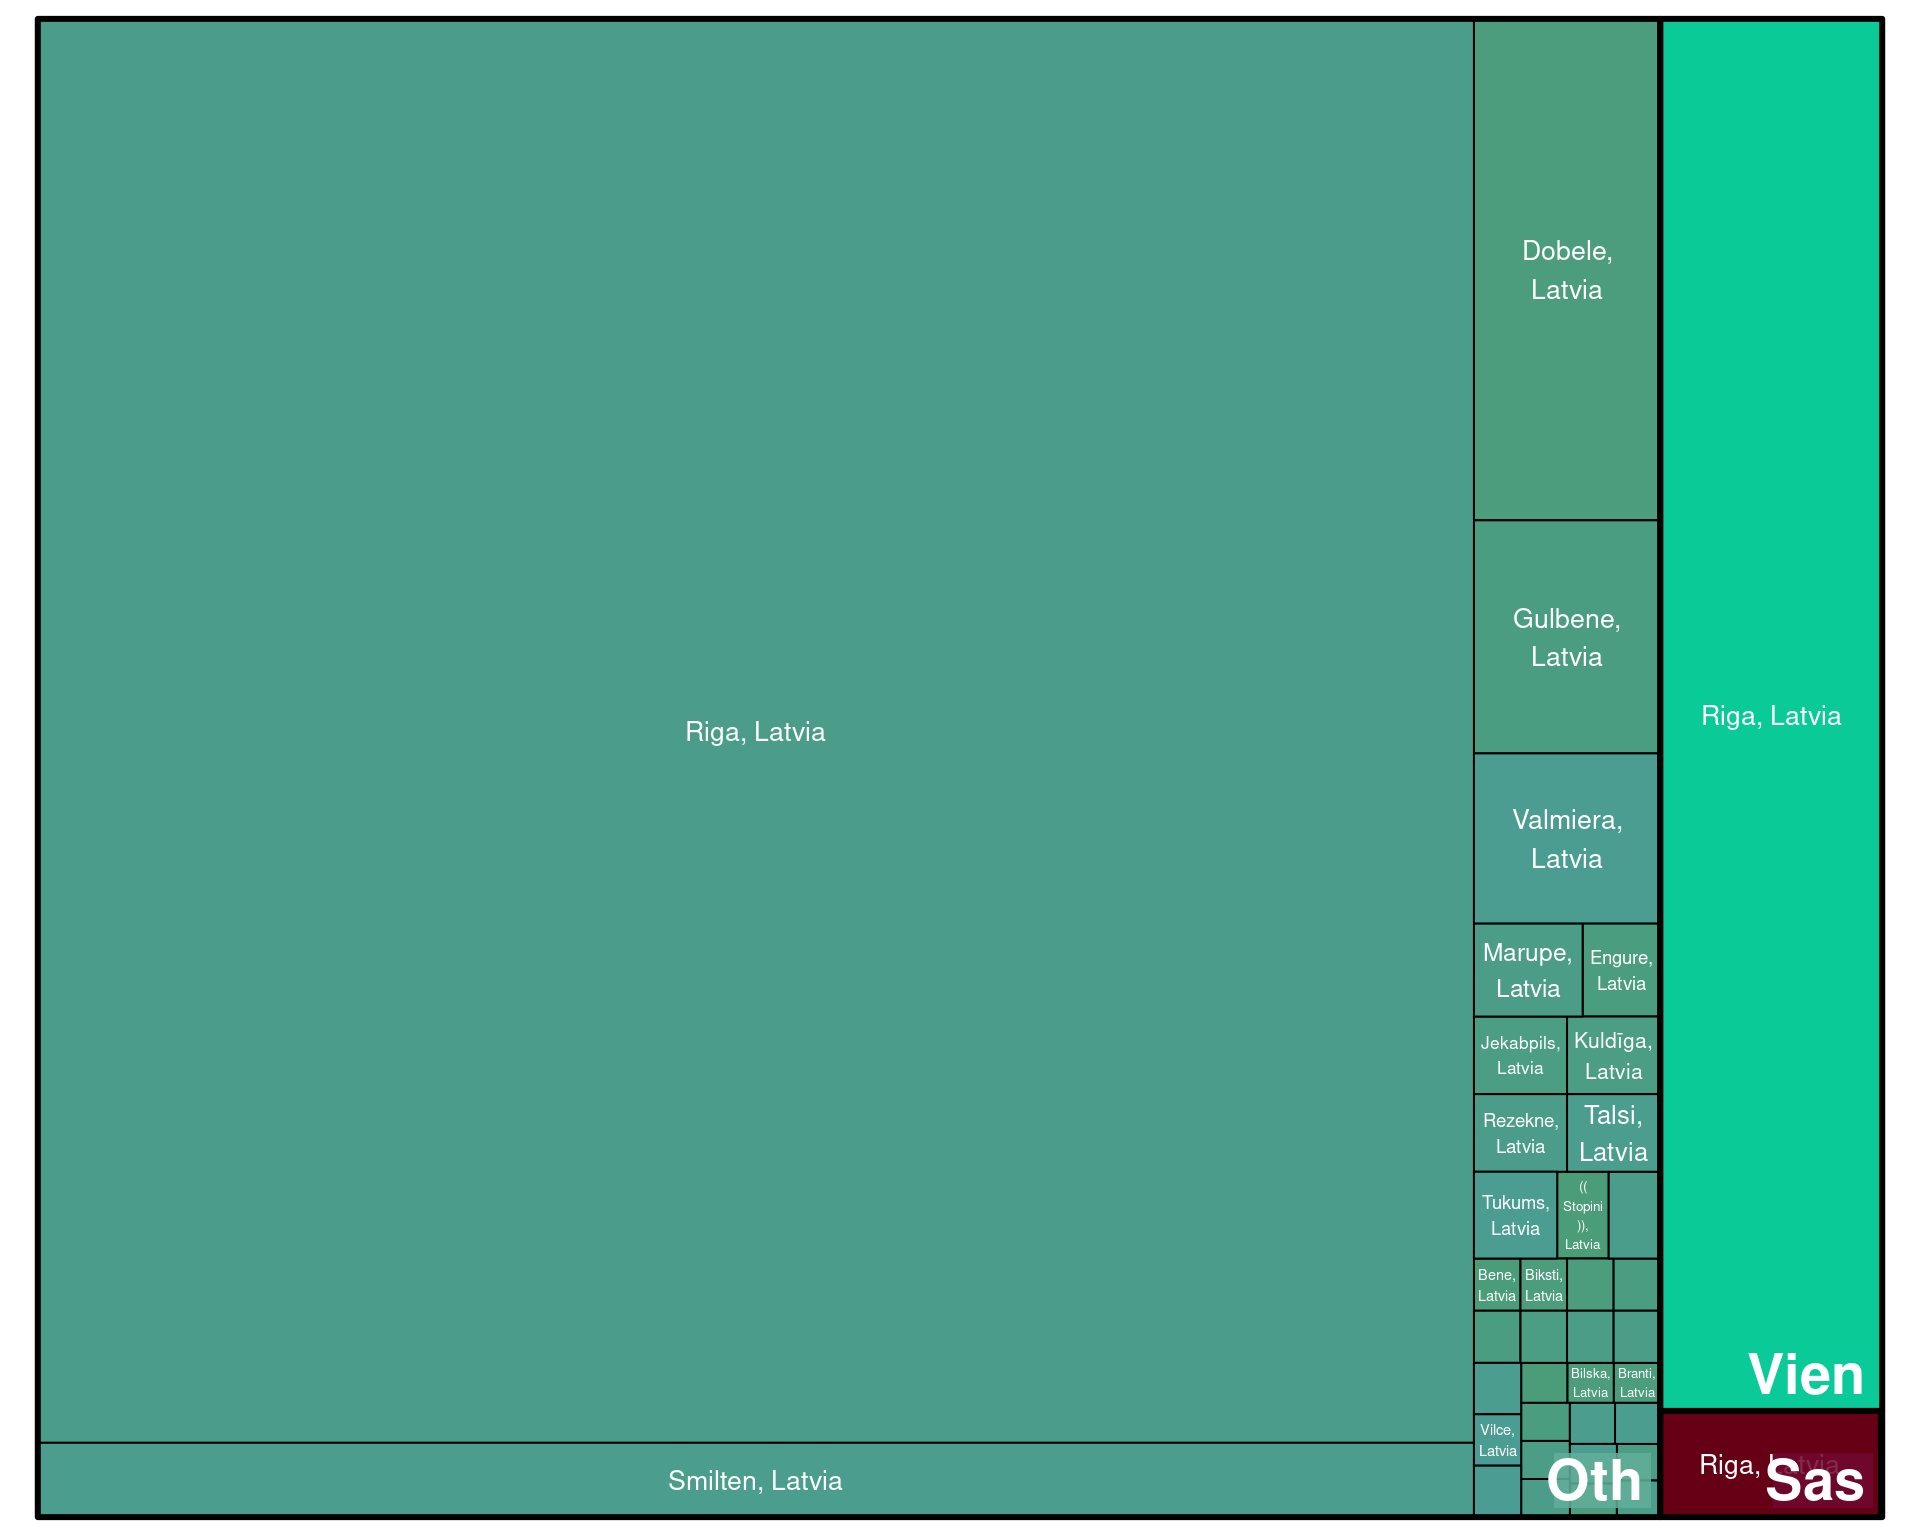 Riga, Latvia
Smilten, Latvia
Dobele,
Latvia
Gulbene,
Latvia
Valmiera,
Latvia
Marupe,
Latvia
Engure,
Latvia
Jekabpils,
Latvia
Kuldīga,
Latvia
Rezekne,
Latvia
Talsi,
Latvia
Tukums,
Latvia
((
Stopini
)),
Latvia
Bene,
Latvia
Biksti,
Latvia
Bilska,
Latvia
Branti,
Latvia
Vilce,
Latvia
Oth
Riga, Latvia
Vien
Riga, Latvia
Sas